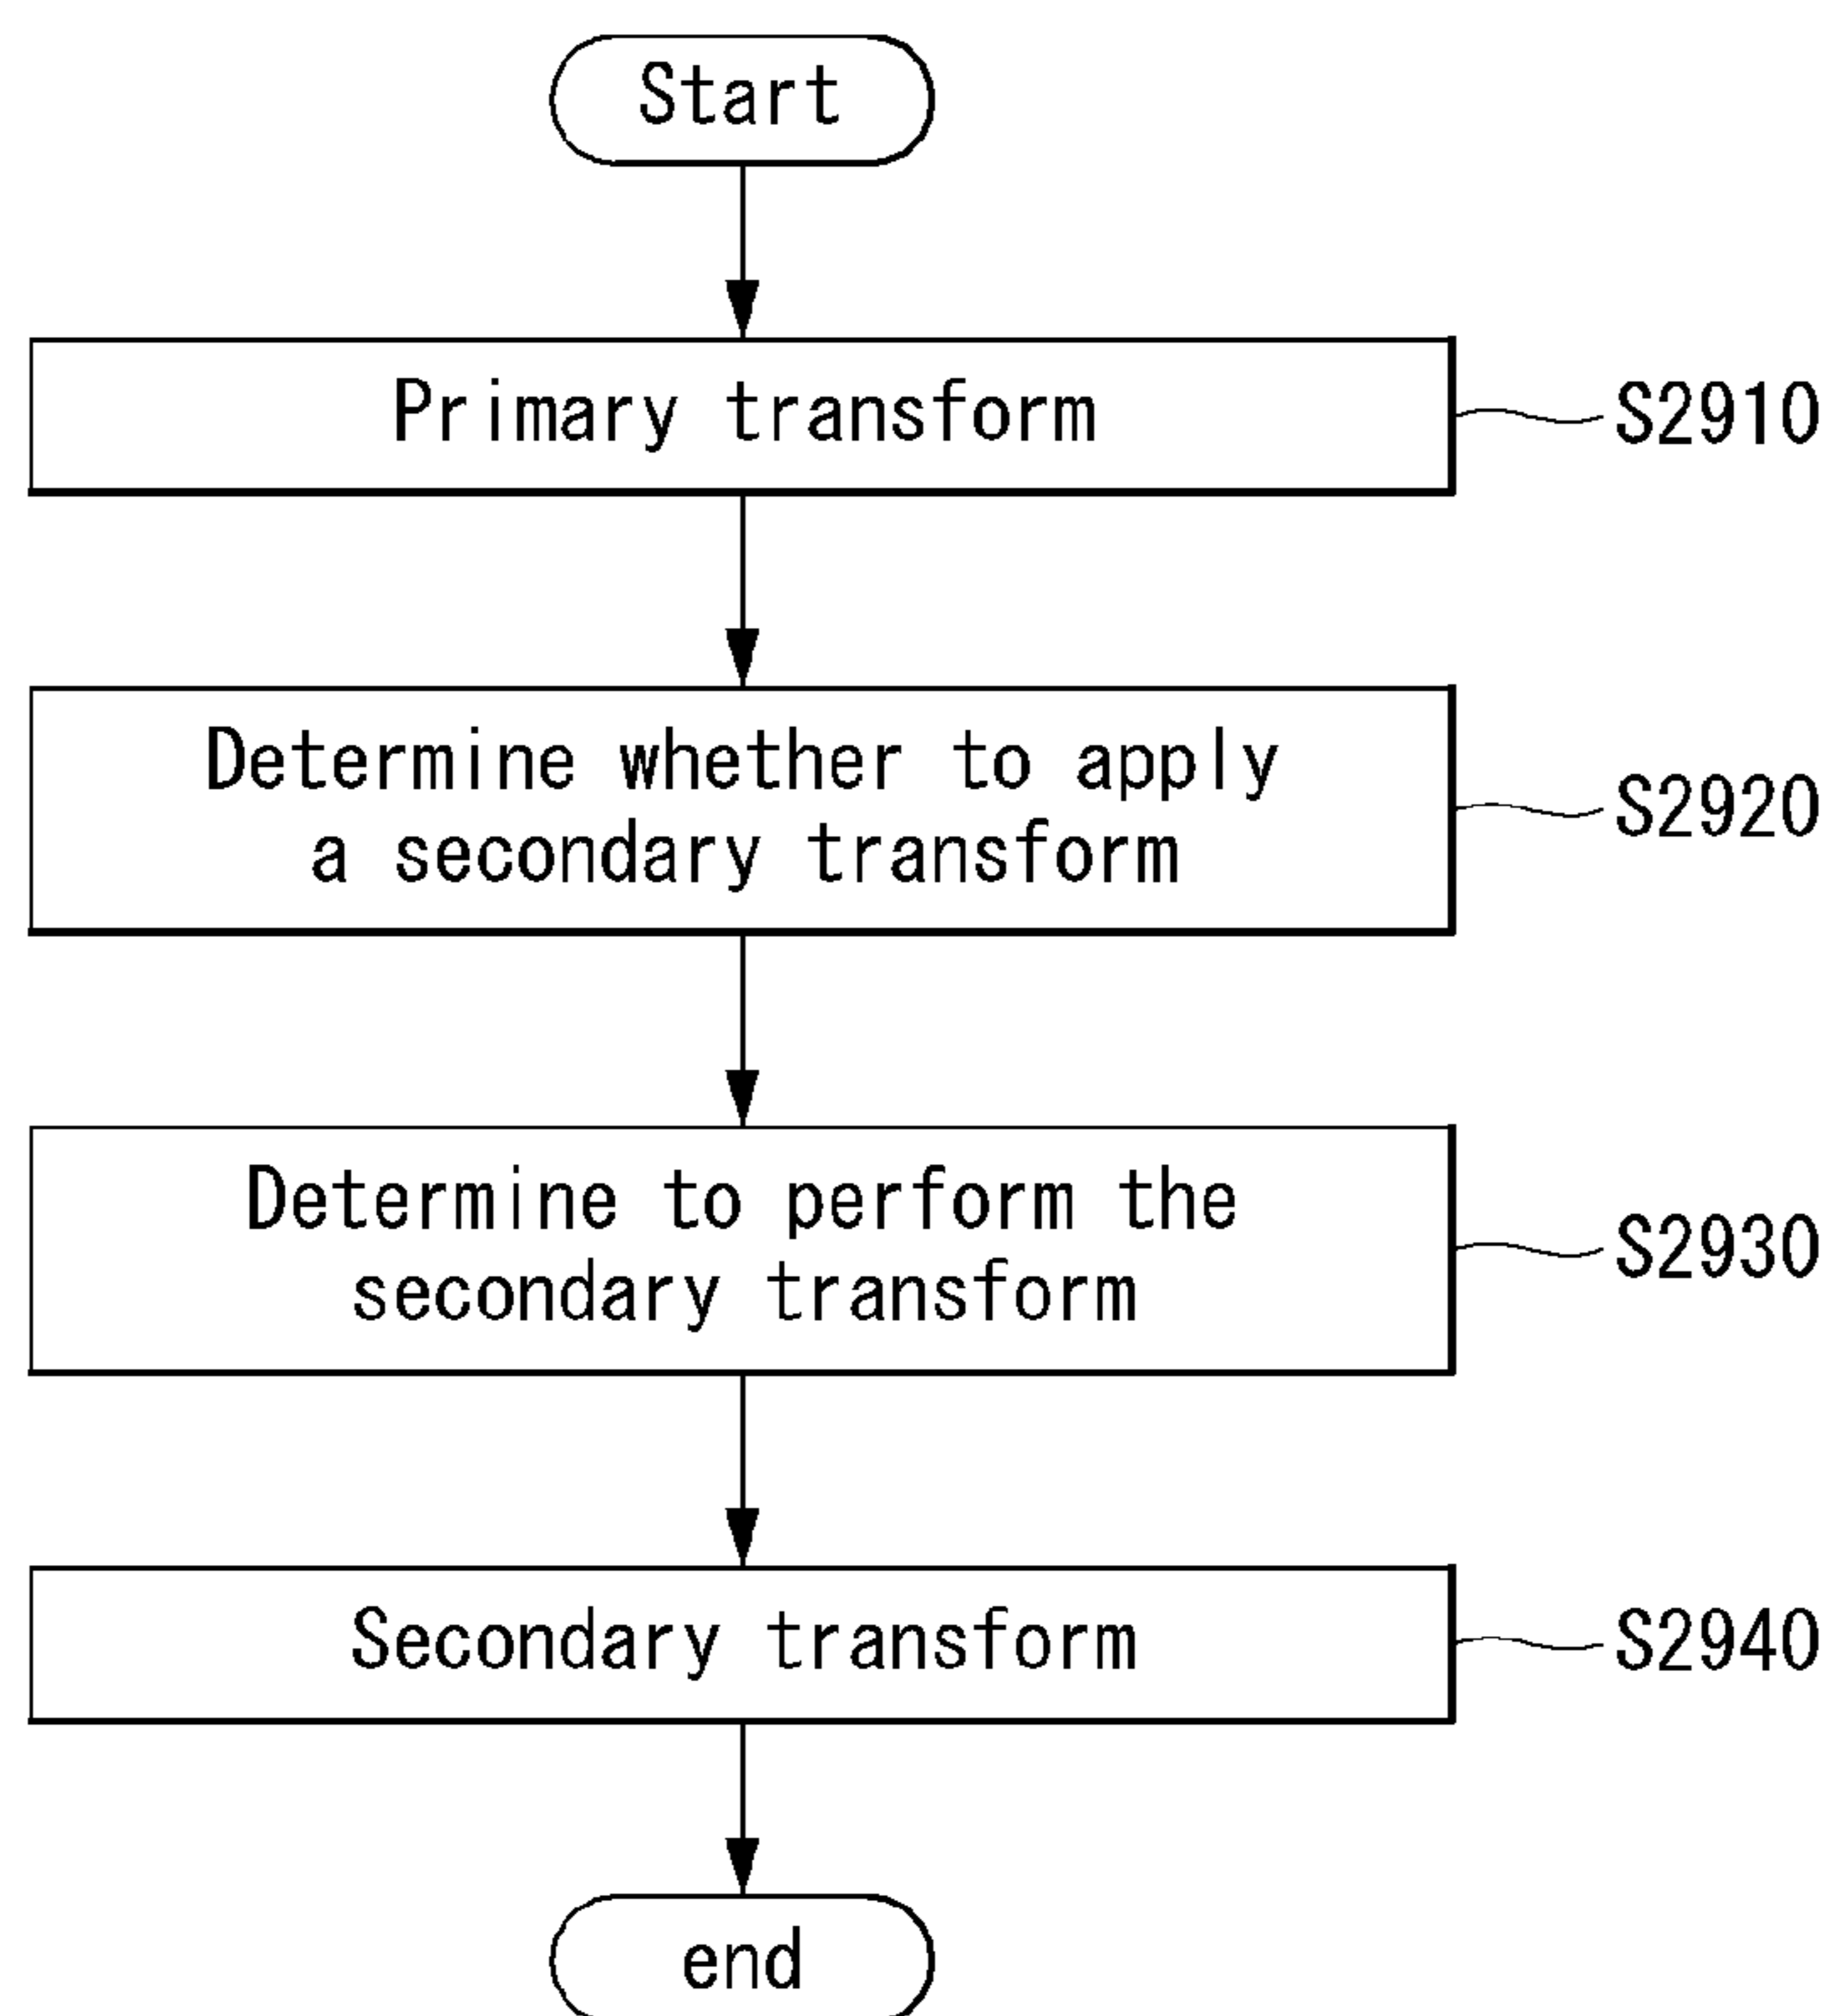 Start
Primary transform
S2910
Determine whether to apply
a secondary transform
S2920
Determine to perform the
secondary transform
S2930
Secondary transform
S2940
end